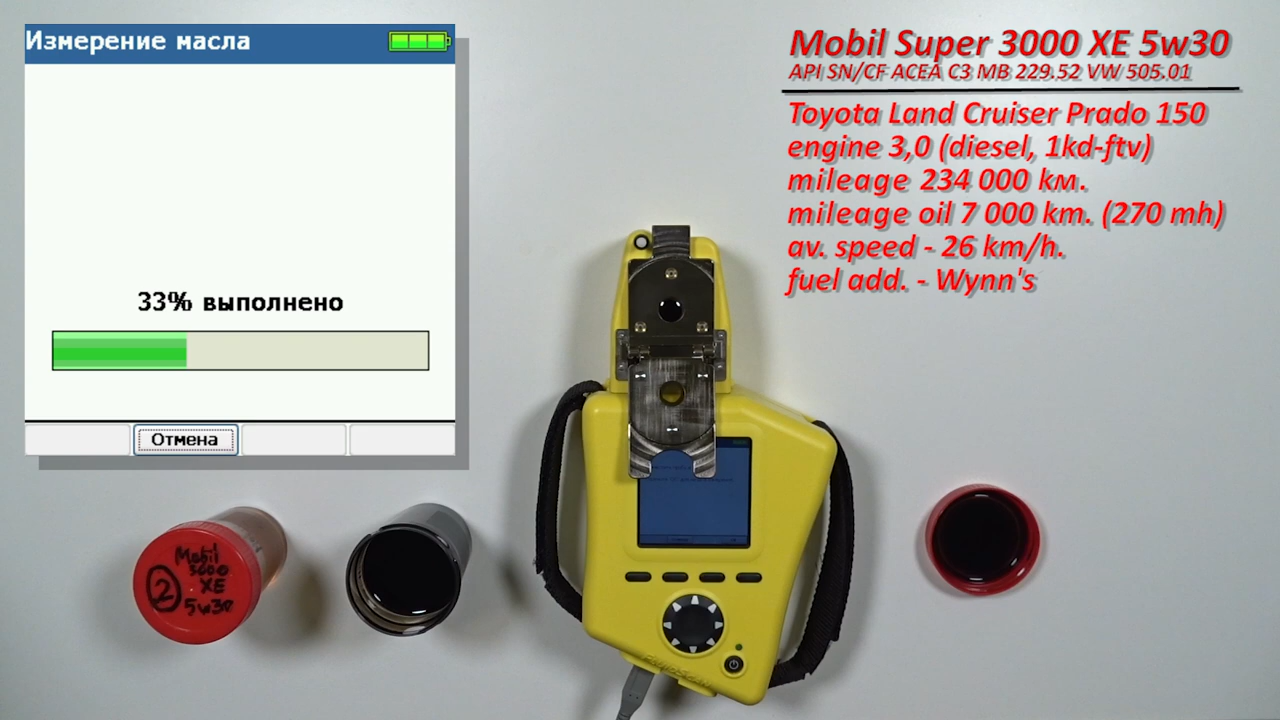 Измерение масла
33% выполнено
Отмена
Mobil Super 3000 XE 5w30
API SN/CF ACEA C3 MB 229.52 VW 505.01
Toyota Land Cruiser Prado 150
engine 3,0 (diesel, 1kd-ftv)
mileage 234 000 км.
mileage oil 7 000 km. (270 mh)
av. speed - 26 km/h.
fuel add. - Wynn's
Mobil
3000
2 XE
5w30